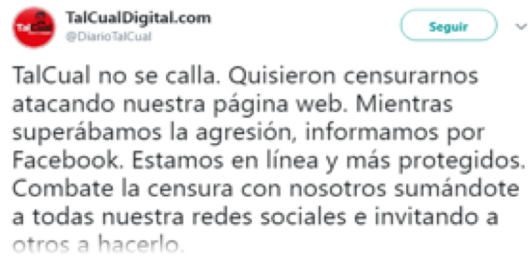 TalCual
TalCualDigital.com
@DiarioTalCual
Seguir
TalCual no se calla. Quisieron censurarnos
atacando nuestra página web. Mientras
superábamos la agresión, informamos por
Facebook. Estamos en línea y más protegidos.
Combate la censura con nosotros sumándote
a todas nuestra redes sociales e invitando a
otros a hacerlo.